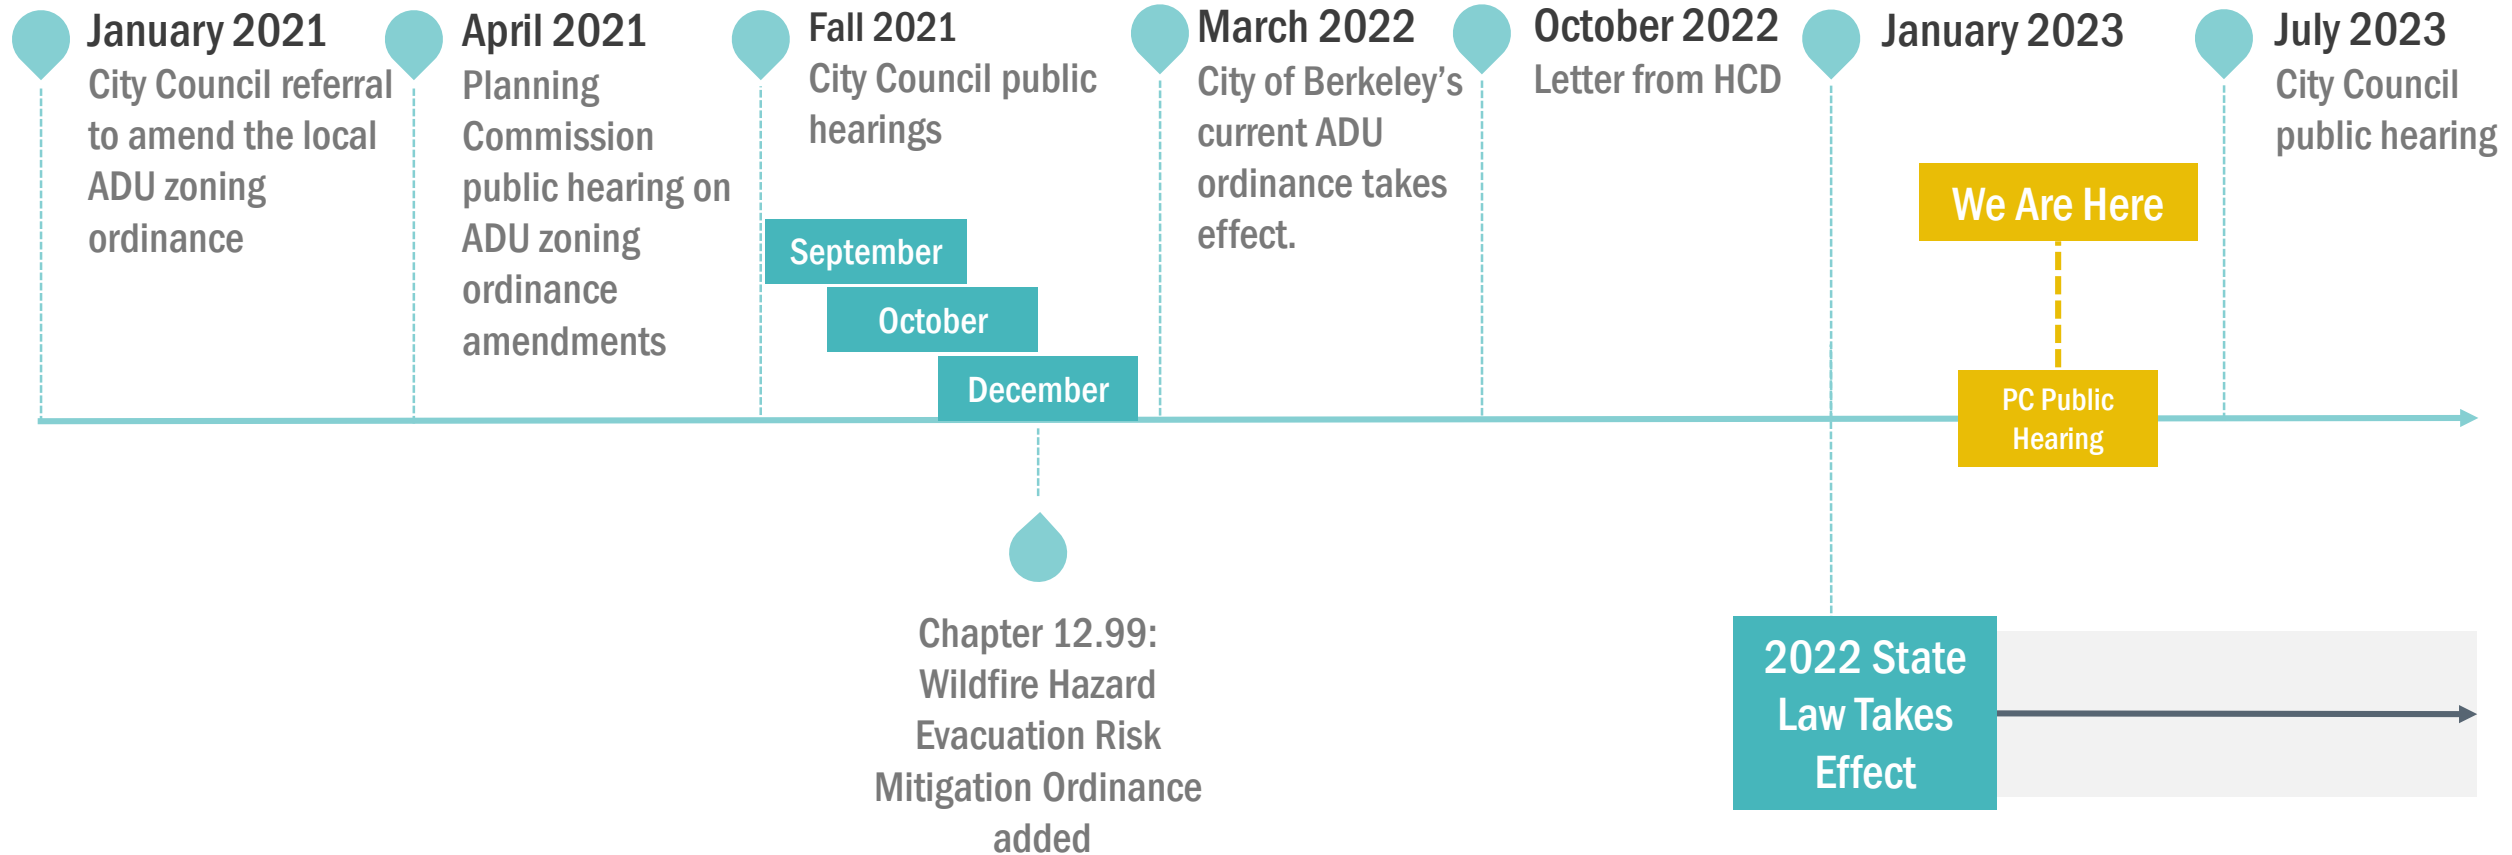 January 2021
City Council referral
to amend the local
ADU zoning
ordinance
April 2021
Planning
Commission
public hearing on
ADU zoning
ordinance
amendments
Fall 2021
City Council public
hearings
September
October
December
Chapter 12.99:
Wildfire Hazard
Evacuation Risk
Mitigation Ordinance
added
March 2022
City of Berkeley’s
current ADU
ordinance takes
effect.
October 2022
Letter from HCD
January 2023
2022 State
Law Takes
Effect
We Are Here
PC Public
Hearing
July 2023
City Council
public hearing